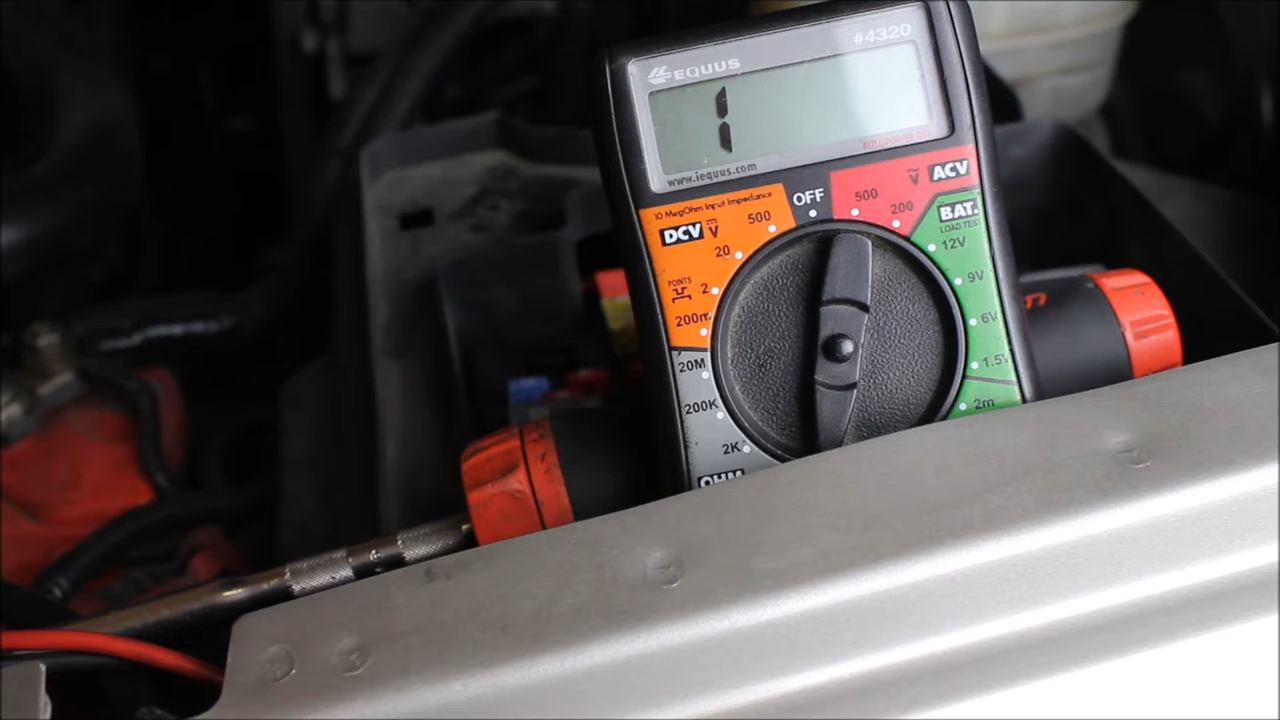 #4320
EQUUS
1
AUTO POWER OFF
www.iequus.com
10 MegOhm Input Impedance
DCV V
500
20
POINTS
2
200m
OFF
500
V
ACV
200
BAT.
LOAD TEST
12V
9V
6V
1.5V
2m
20M
200K
2K
OHM